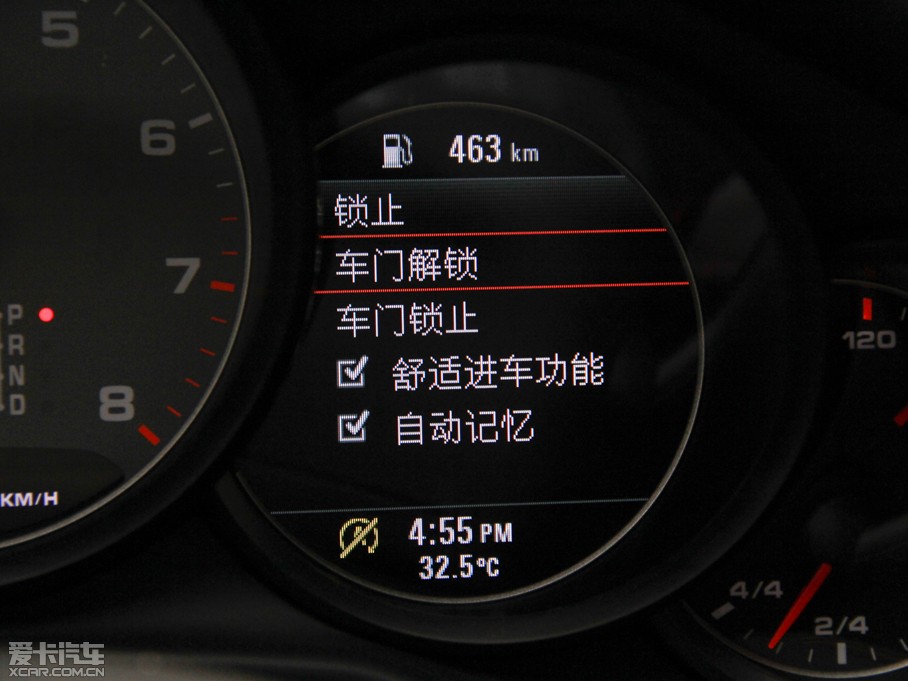 5
6
7
8
P
R
N
D
KM/H
463 km
锁止
车门解锁
车门锁止
舒适进车功能
自动记忆
4:55 PM
32.5°C
120
4/4
2/4
爱卡汽车
XCAR.COM.CN